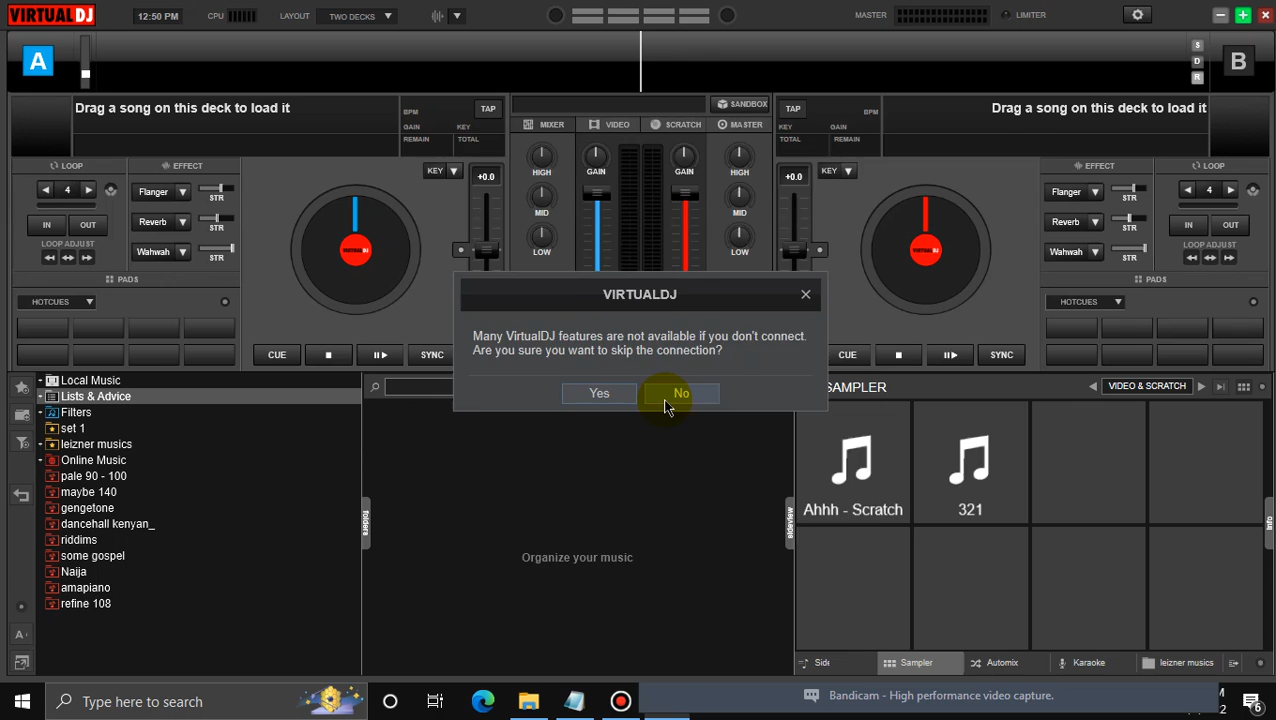 VIRTUALDJ
12:50 PM
CPU
LAYOUT
TWO DECKS
MASTER
LIMITER
A
S
D
R
B
Drag a song on this deck to load it
BPM
GAIN
REMAIN
KEY
TOTAL
TAP
SANDBOX
MIXER
VIDEO
SCRATCH
MASTER
TAP
KEY
TOTAL
BPM
GAIN
REMAIN
Drag a song on this deck to load it
LOOP
4
IN
OUT
LOOP ADJUST
EFFECT
Flanger
STR
Reverb
STR
Wahwah
STR
PADS
HOTCUES
KEY
+0.0
CUE
SYNC
HIGH
MID
LOW
GAIN
GAIN
HIGH
MID
LOW
+0.0
KEY
CUE
SYNC
EFFECT
Flanger
STR
Reverb
STR
Wahwah
STR
LOOP
4
IN
OUT
LOOP ADJUST
PADS
HOTCUES
VIRTUALDJ
Many VirtualDJ features are not available if you don't connect.
Are you sure you want to skip the connection?
Yes
No
Local Music
Lists & Advice
Filters
set 1
leizner musics
Online Music
pale 90 - 100
maybe 140
gengetone
dancehall kenyan_
riddims
some gospel
Naija
amapiano
refine 108
folders
Organize your music
sideview
SAMPLER
VIDEO & SCRATCH
Ahhh - Scratch
321
info
Side
Sampler
Automix
Karaoke
leizner musics
A
Type here to search
Bandicam - High performance video capture.
6